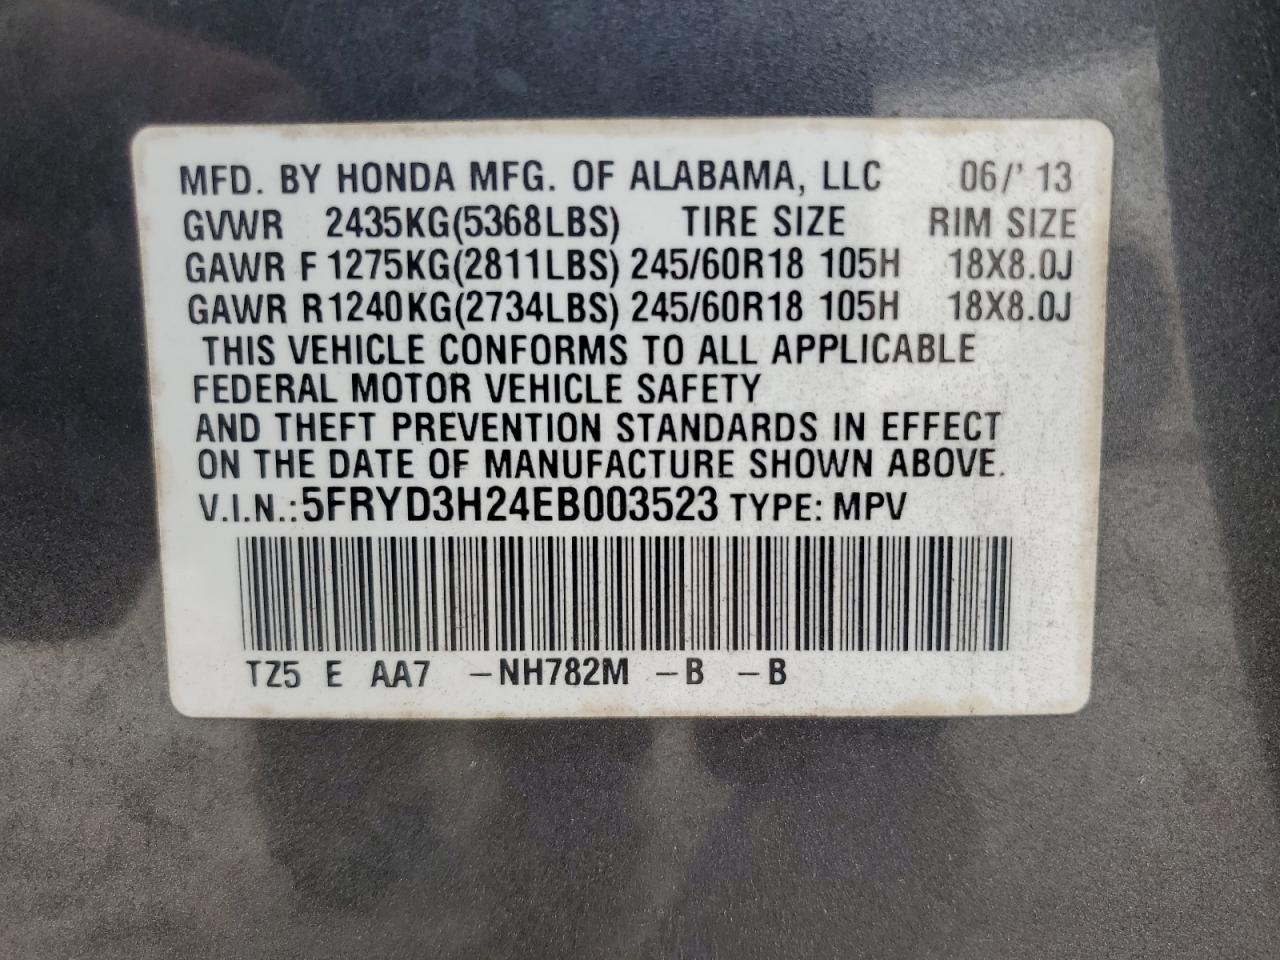 MFD. BY HONDA MFG. OF ALABAMA, LLC 06/'13
GVWR 2435KG(5368LBS) TIRE SIZE RIM SIZE
GAWR F 1275KG(2811LBS) 245/60R18 105H 18X8.0J
GAWR R 1240KG(2734LBS) 245/60R18 105H 18X8.0J
THIS VEHICLE CONFORMS TO ALL APPLICABLE
FEDERAL MOTOR VEHICLE SAFETY
AND THEFT PREVENTION STANDARDS IN EFFECT
ON THE DATE OF MANUFACTURE SHOWN ABOVE.
V.I.N.: 5FRYD3H24EB003523 TYPE: MPV
TZ5 E AA7 -NH782M -B -B